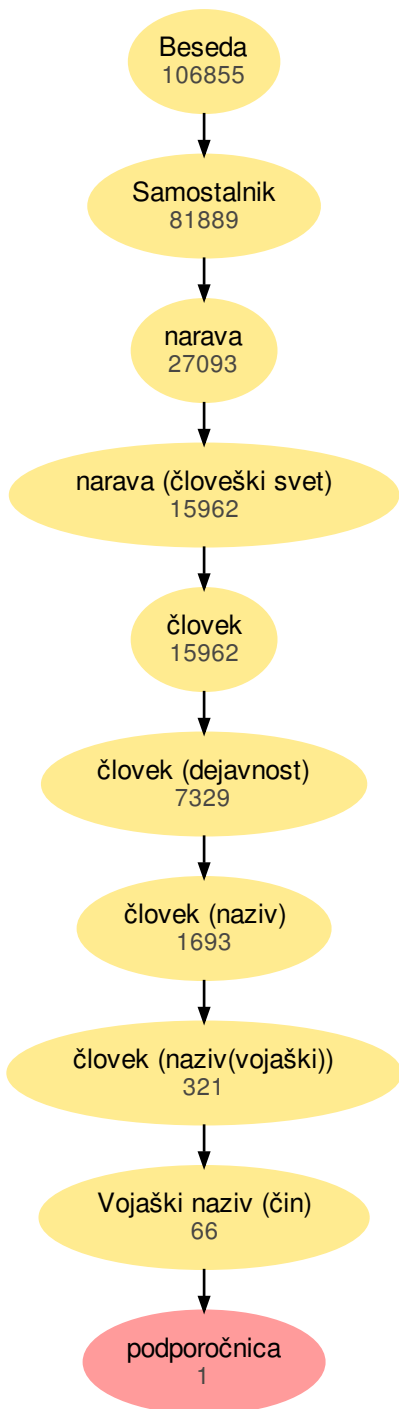 Beseda
106855
Samostalnik
81889
narava
27093
narava (človeški svet)
15962
človek
15962
človek (dejavnost)
7329
človek (naziv)
1693
človek (naziv(vojaški))
321
Vojaški naziv (čin)
66
podporočnica
1